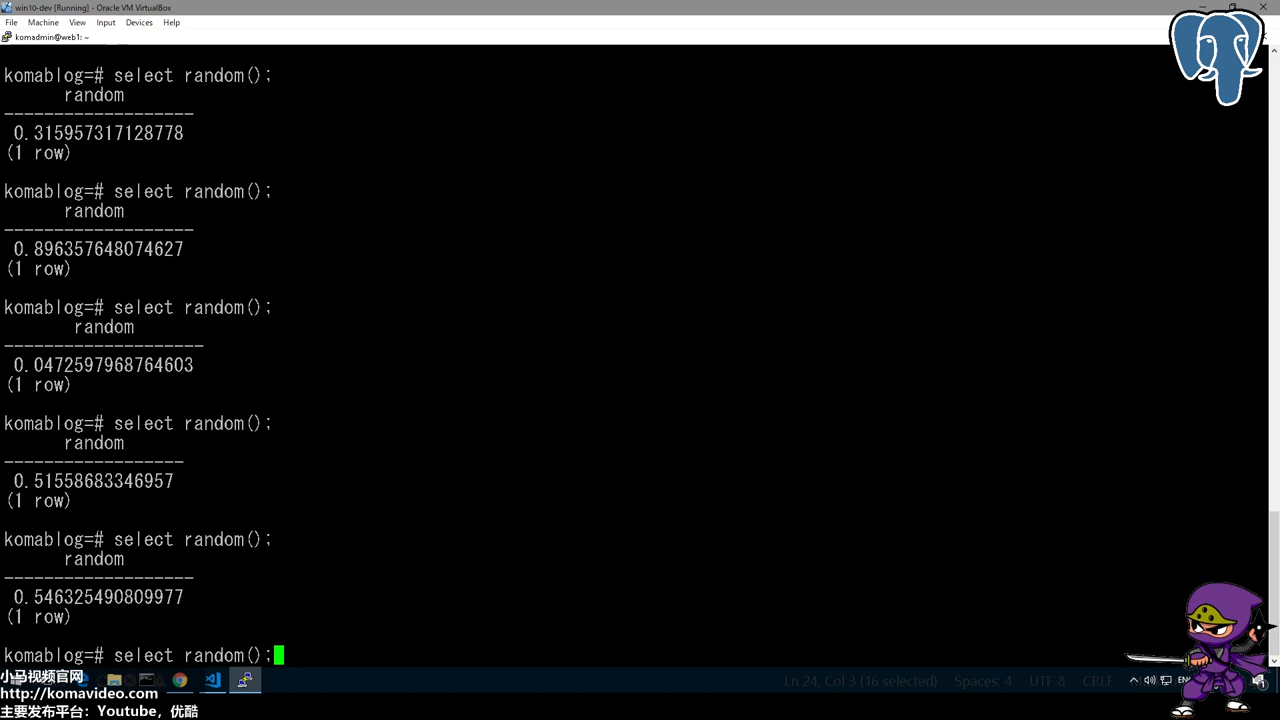 win10-dev [Running] - Oracle VM VirtualBox
File Machine View Input Devices Help
komadmin@web1: ~
komablog=# select random();
random
-------------------
0.315957317128778
(1 row)
komablog=# select random();
random
-------------------
0.896357648074627
(1 row)
komablog=# select random();
random
--------------------
0.0472597968764603
(1 row)
komablog=# select random();
random
------------------
0.51558683346957
(1 row)
komablog=# select random();
random
-------------------
0.546325490809977
(1 row)
komablog=# select random();
小马视频官网
http://komavideo.com
主要发布平台：Youtube，优酷
Ln 24, Col 3 (16 selected) Spaces: 4 UTF-8 CRLF